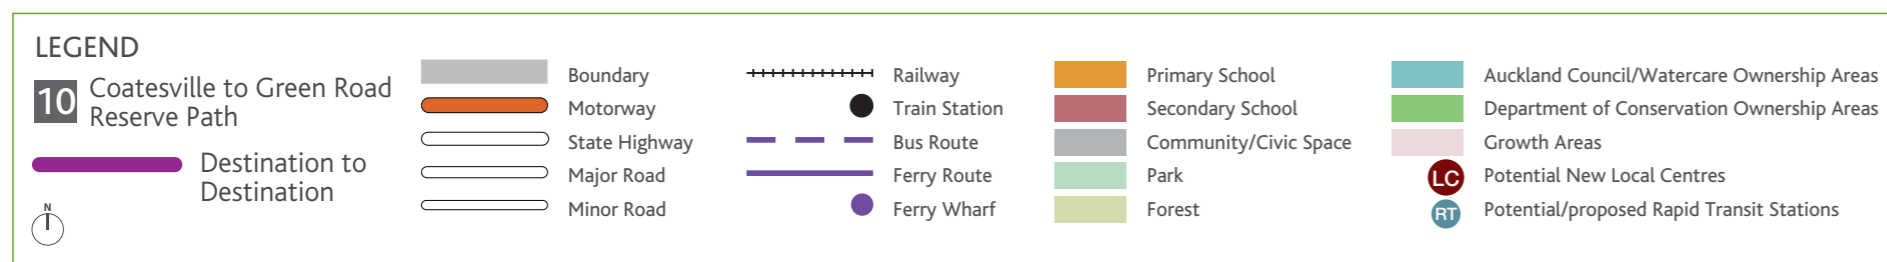 LEGEND
10 Coatesville to Green Road
Reserve Path
Destination to
Destination
N
Boundary
Motorway
State Highway
Major Road
Minor Road
Railway
Train Station
Bus Route
Ferry Route
Ferry Wharf
Primary School
Secondary School
Community/Civic Space
Park
Forest
Auckland Council/Watercare Ownership Areas
Department of Conservation Ownership Areas
Growth Areas
LC Potential New Local Centres
RT Potential/proposed Rapid Transit Stations